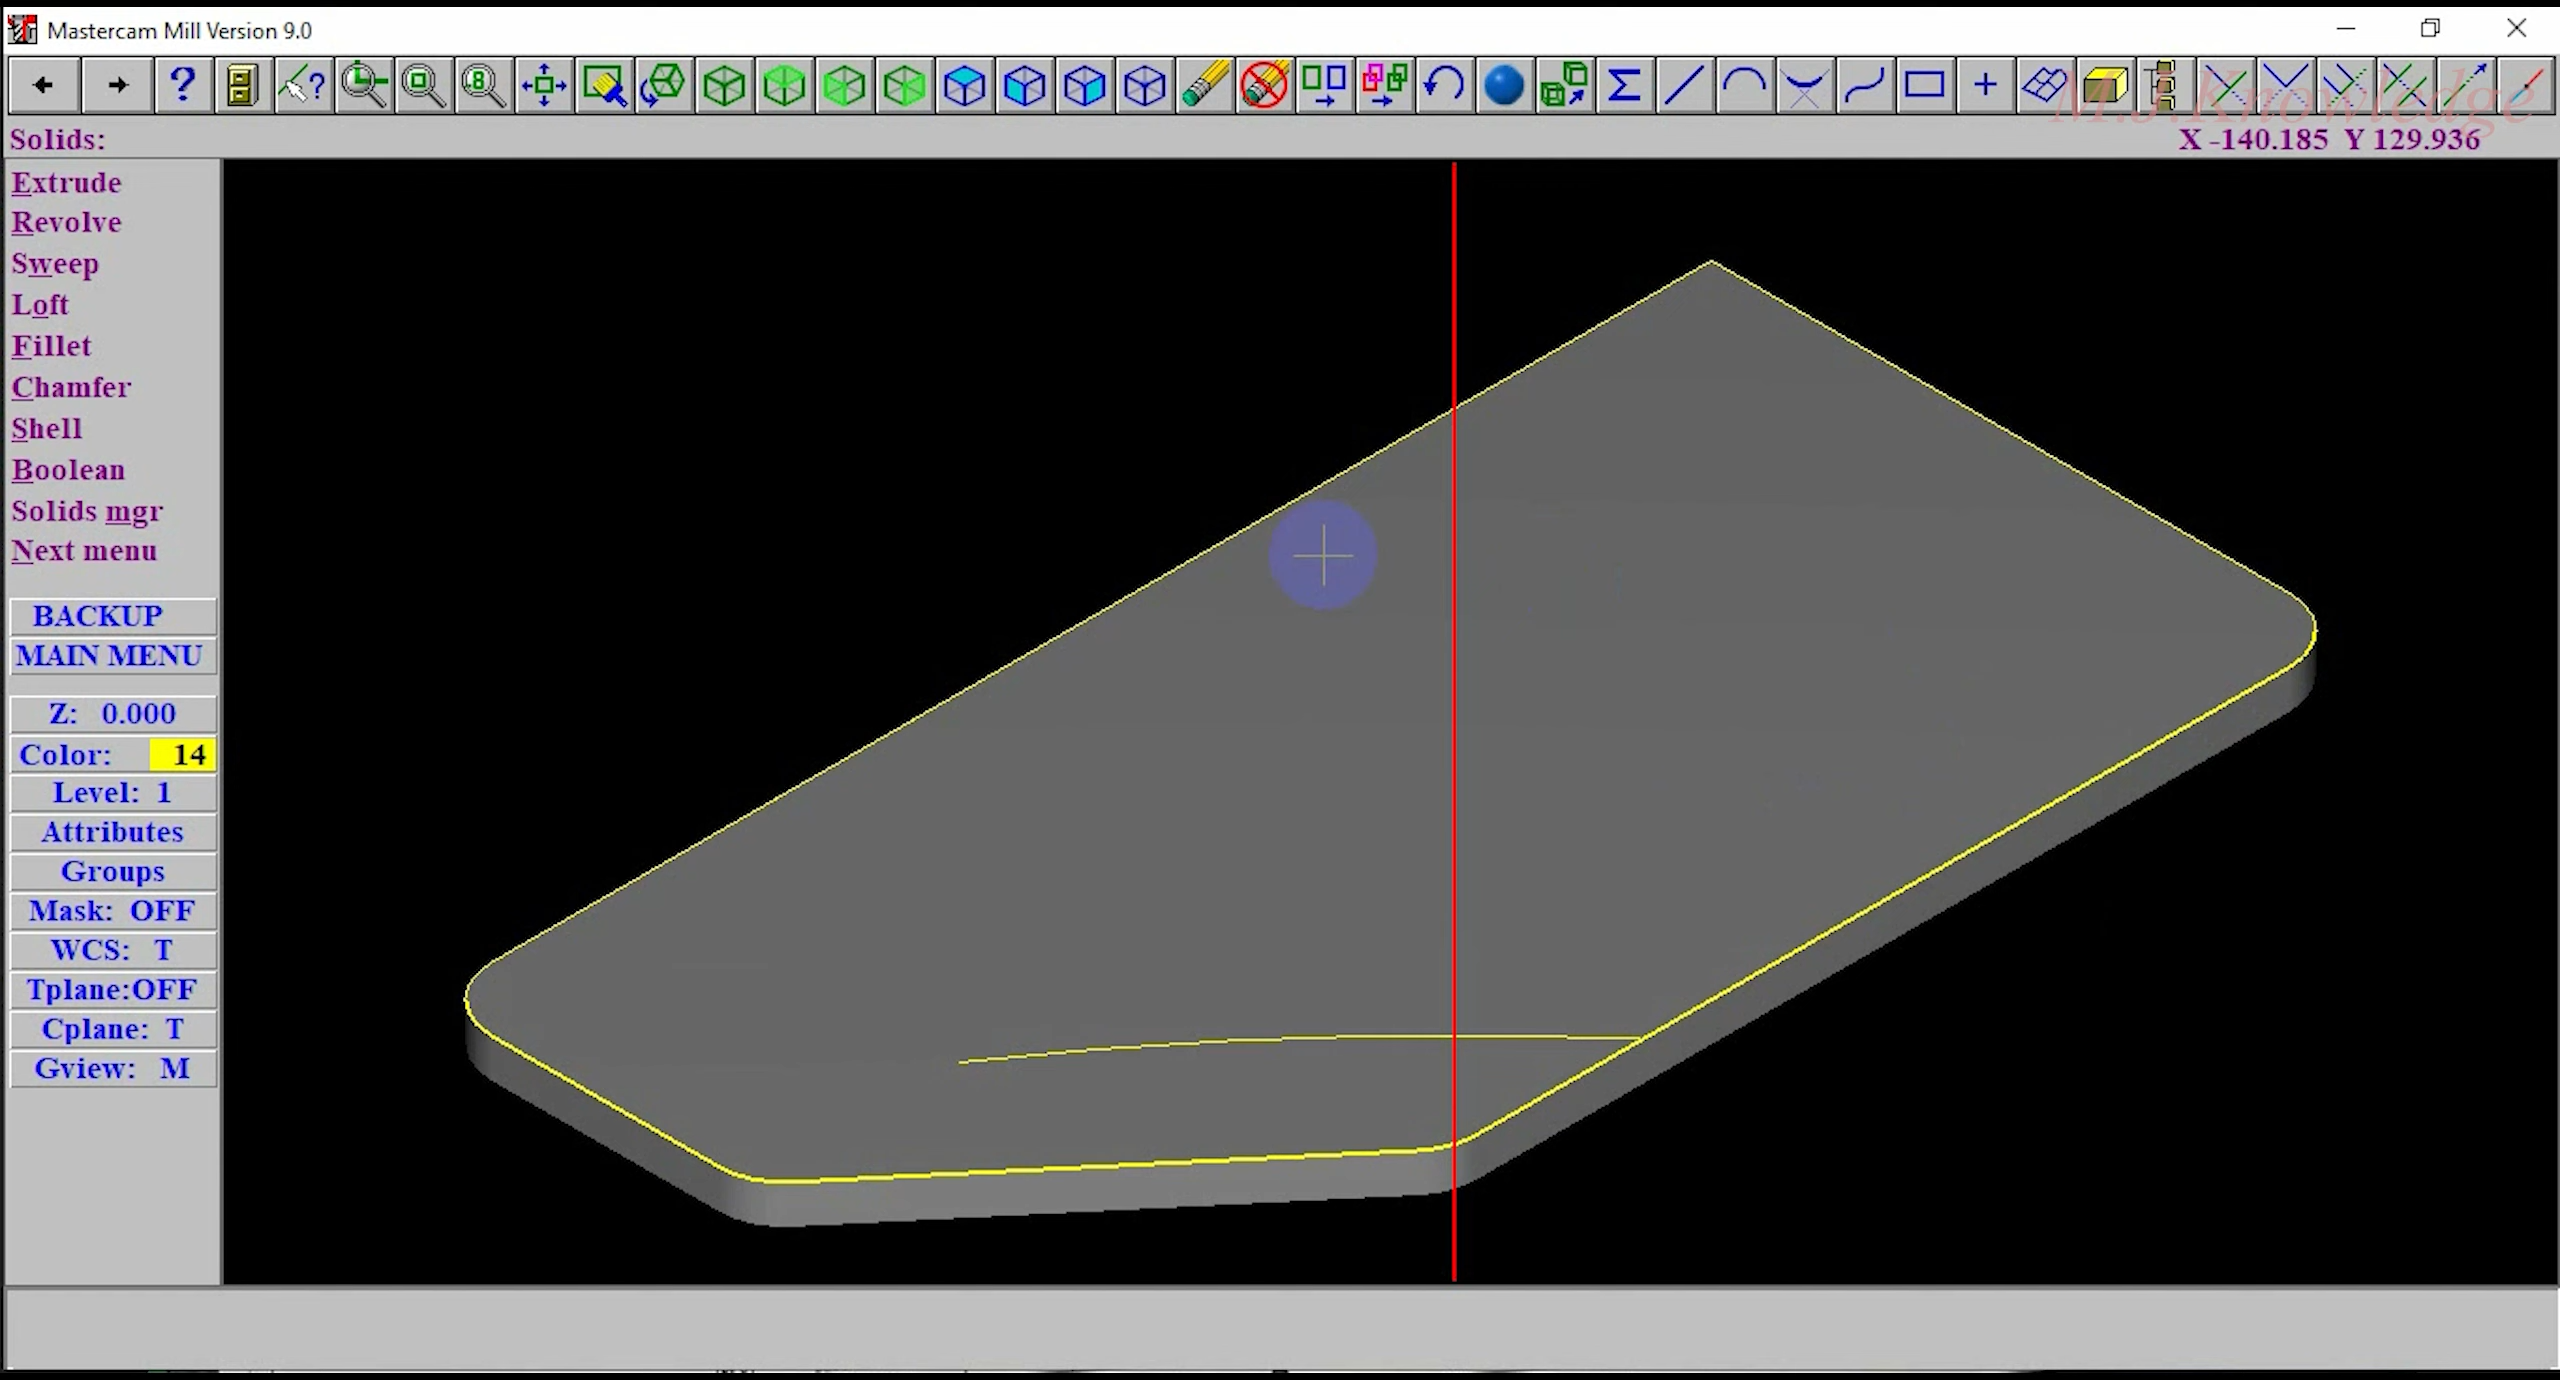 Mastercam Mill Version 9.0
M.J.Knowledge
Solids:
X -140.185 Y 129.936
Extrude
Revolve
Sweep
Loft
Fillet
Chamfer
Shell
Boolean
Solids mgr
Next menu
BACKUP
MAIN MENU
Z: 0.000
Color: 14
Level: 1
Attributes
Groups
Mask: OFF
WCS: T
Tplane:OFF
Cplane: T
Gview: M